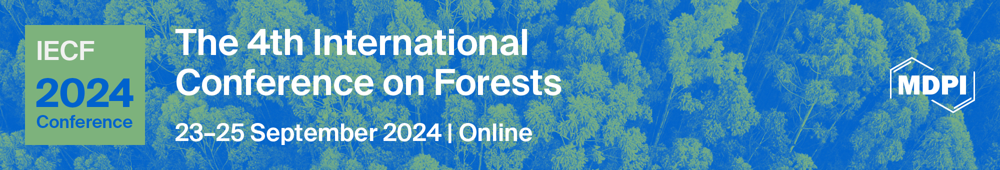 IECF
2024
Conference
The 4th International
Conference on Forests
23–25 September 2024 | Online
MDPI